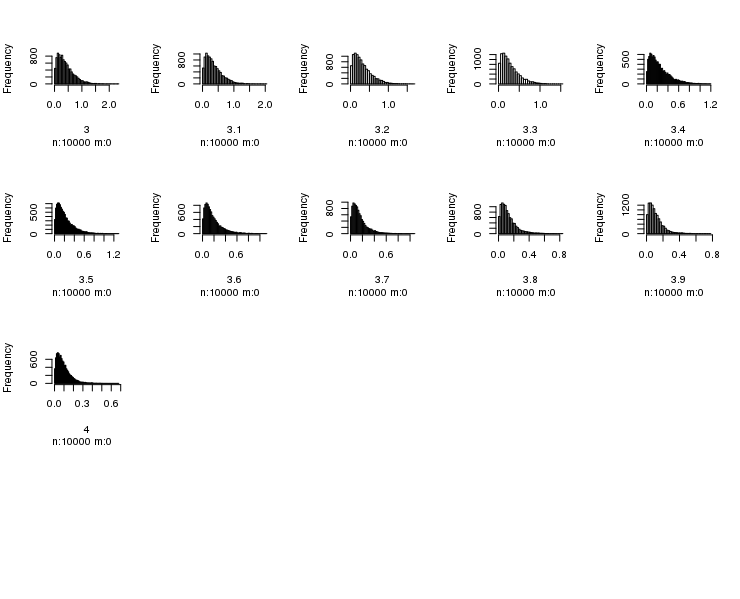 Frequency
0 800
0.0 1.0 2.0
3
n:10000 m:0
Frequency
0 800
0.0 1.0 2.0
3.1
n:10000 m:0
Frequency
0 800
0.0 1.0
3.2
n:10000 m:0
Frequency
0 1000
0.0 1.0
3.3
n:10000 m:0
Frequency
0 500
0.0 0.6 1.2
3.4
n:10000 m:0
Frequency
0 500
0.0 0.6 1.2
3.5
n:10000 m:0
Frequency
0 600
0.0 0.6
3.6
n:10000 m:0
Frequency
0 800
0.0 0.6
3.7
n:10000 m:0
Frequency
0 800
0.0 0.4 0.8
3.8
n:10000 m:0
Frequency
0 1200
0.0 0.4 0.8
3.9
n:10000 m:0
Frequency
0 600
0.0 0.3 0.6
4
n:10000 m:0